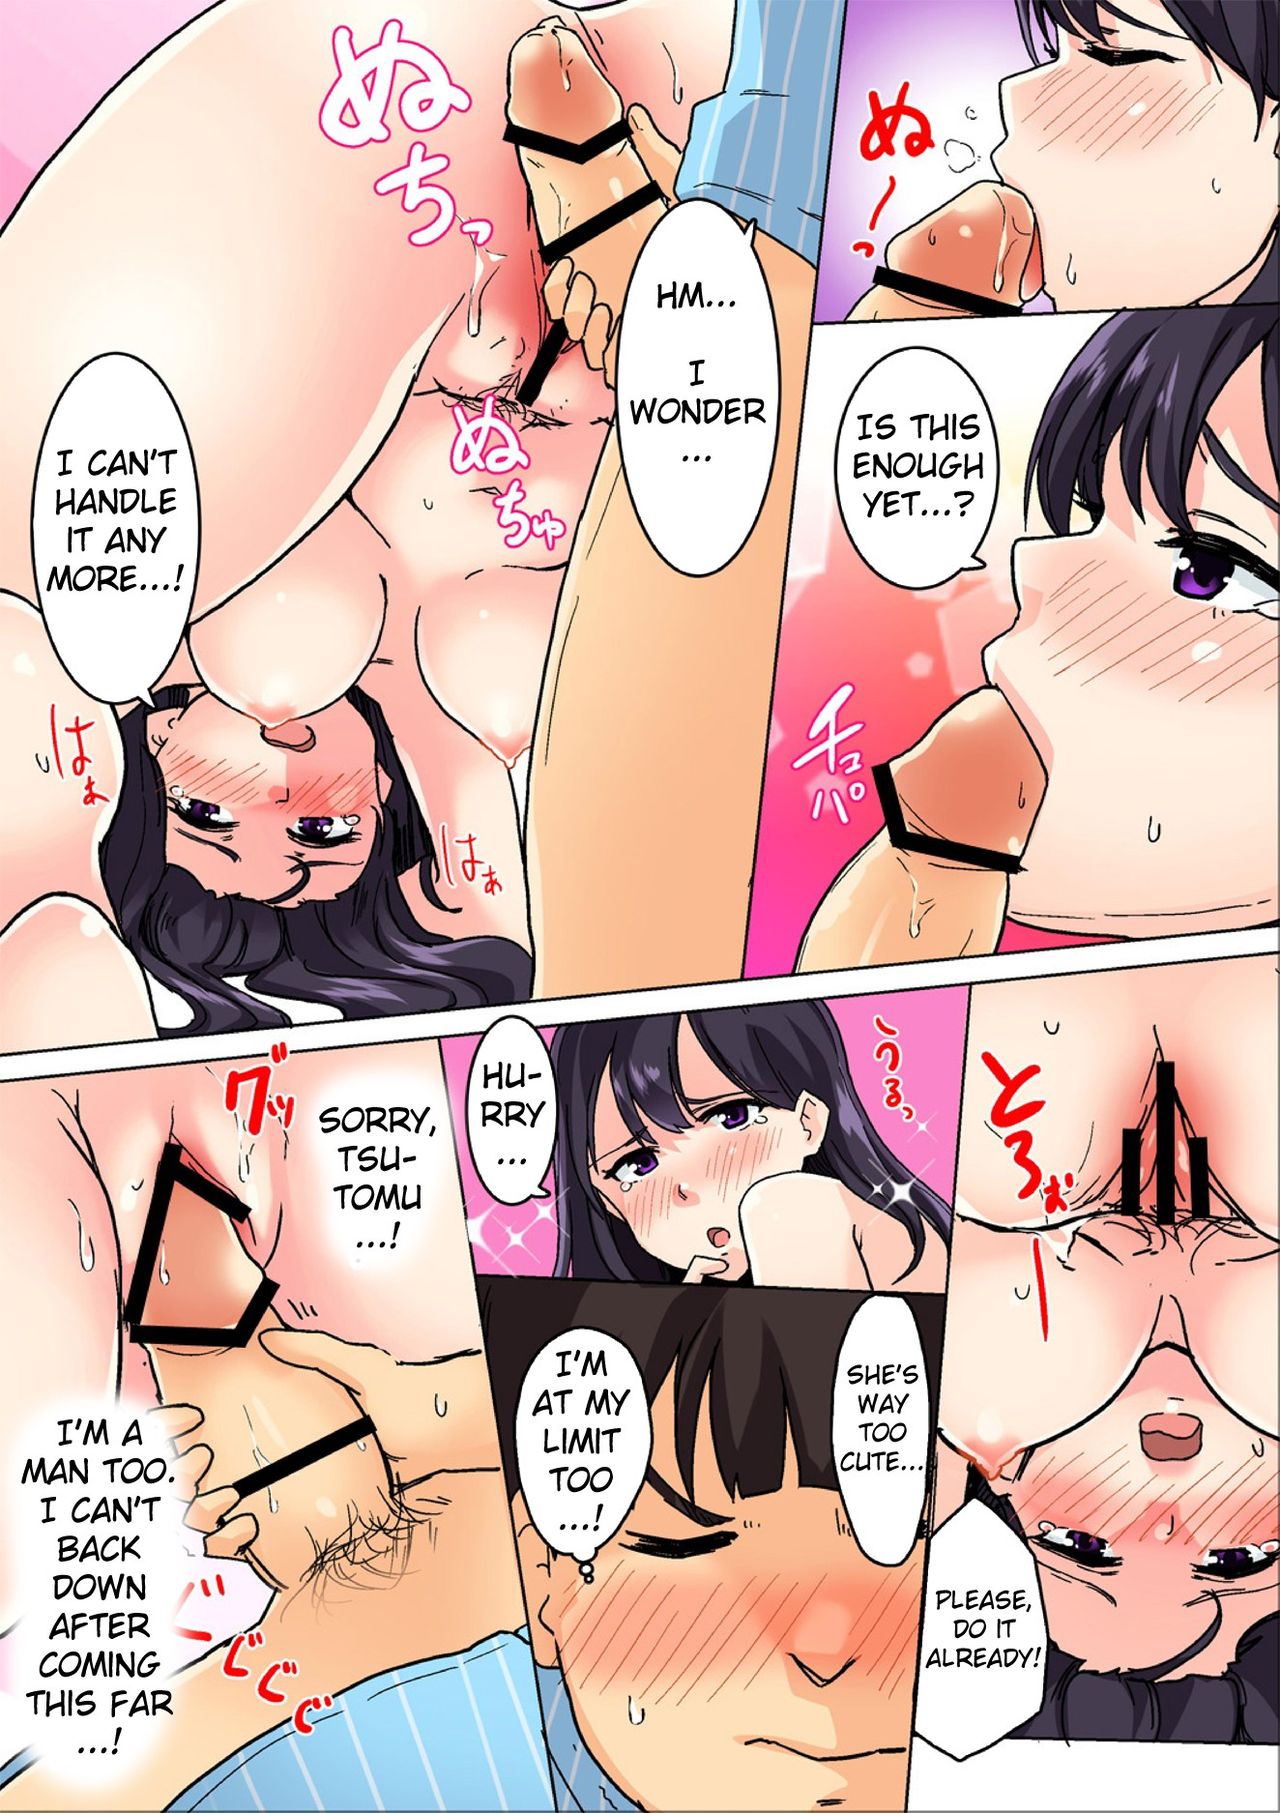 ぬ〜っ
IS THIS
ENOUGH
YET...?
チュパ
HM...
I
WONDER
...
ぬちっ
ぬちゅ
I CAN'T
HANDLE
IT ANY
MORE...!
はぁ
はぁ
とろぉー
PLEASE,
DO IT
ALREADY!
うるっ
HU-
RRY
...
SHE'S
WAY
TOO
CUTE...
I'M
AT MY
LIMIT
TOO
...!
グッ
SORRY,
TSU-
TOMU
...!
I'M A
MAN TOO.
I CAN'T
BACK
DOWN
AFTER
COMING
THIS FAR
...!
ぐぐぐぐ